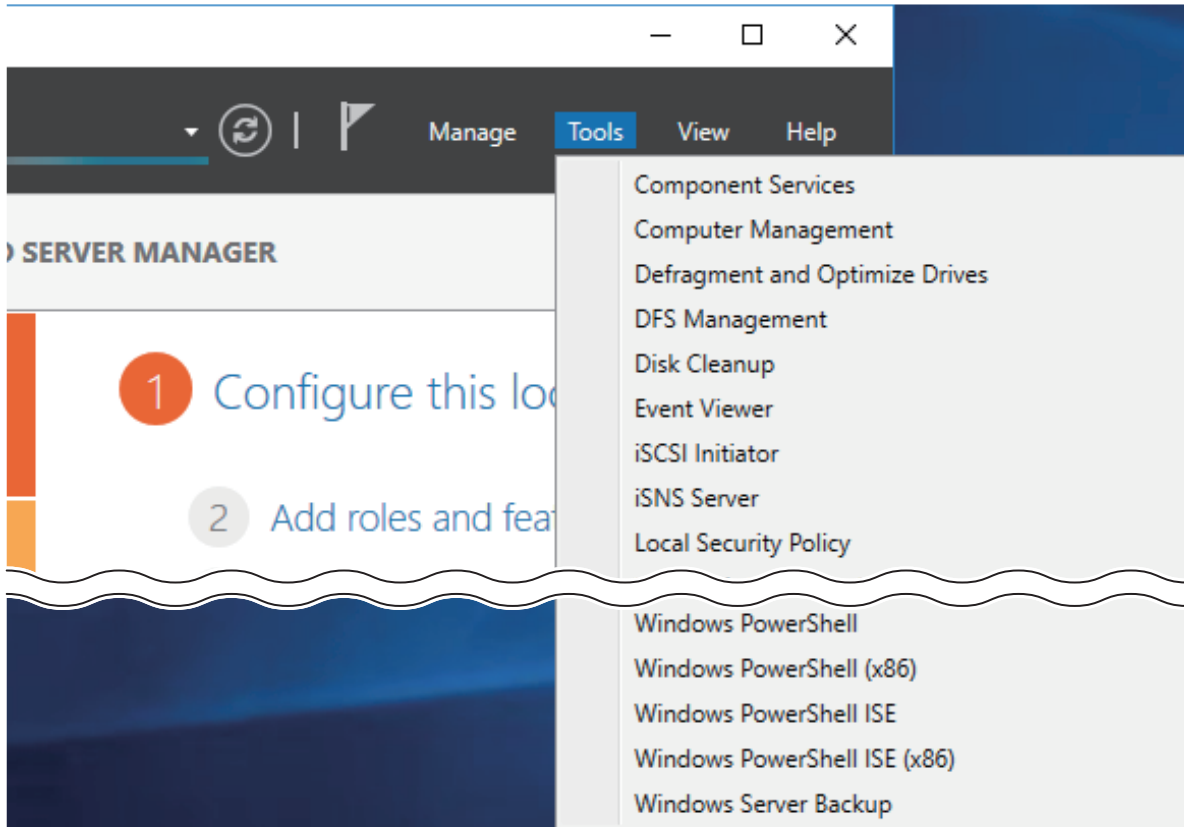 Manage Tools View Help
SERVER MANAGER
1 Configure this loc
2 Add roles and feat
Component Services
Computer Management
Defragment and Optimize Drives
DFS Management
Disk Cleanup
Event Viewer
iSCSI Initiator
iSNS Server
Local Security Policy
Windows PowerShell
Windows PowerShell (x86)
Windows PowerShell ISE
Windows PowerShell ISE (x86)
Windows Server Backup